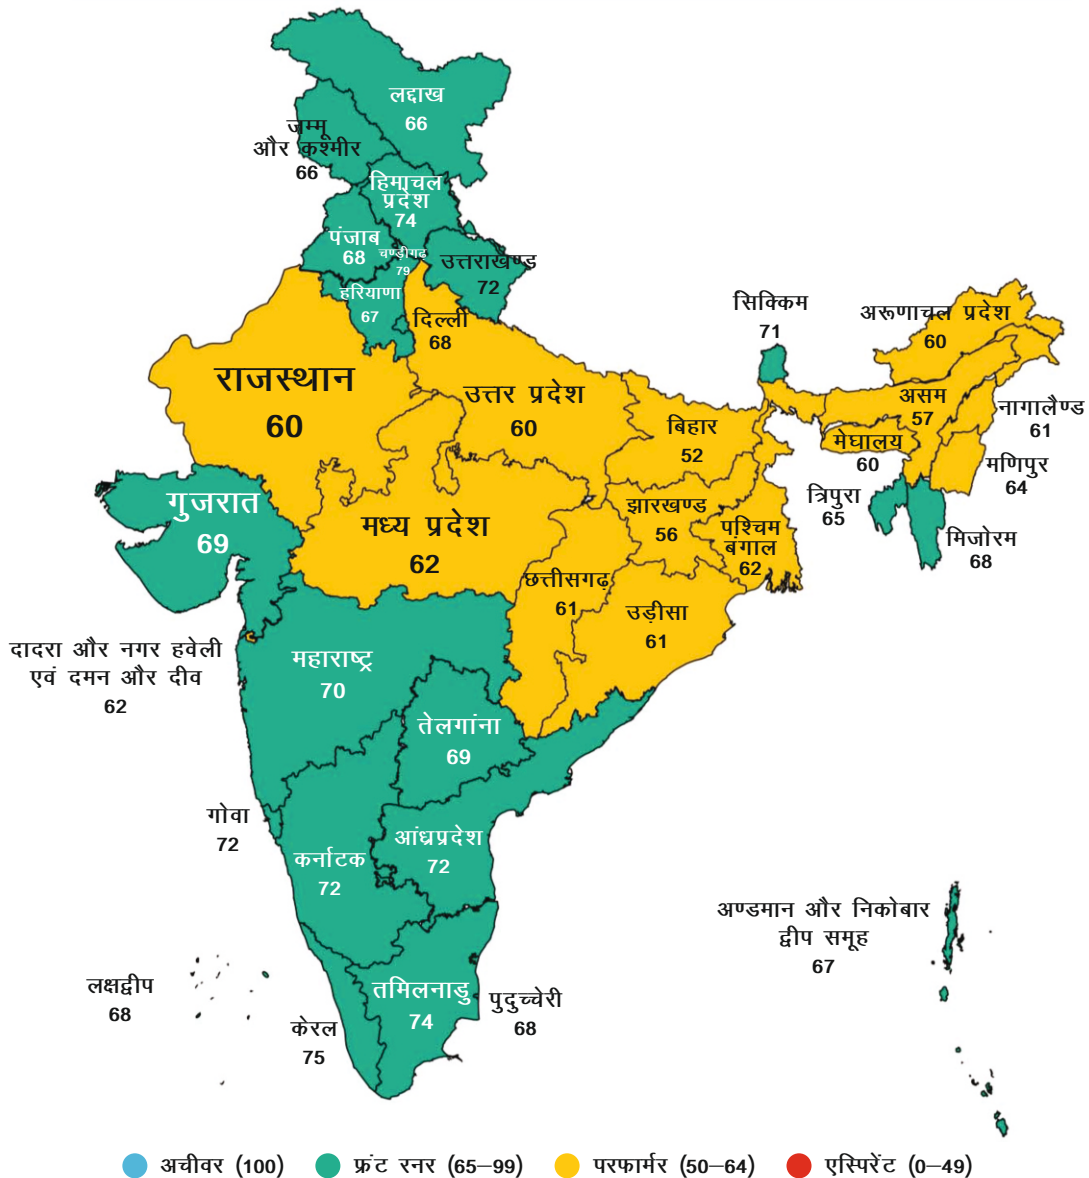 लद्दाख
66
जम्मू
और कश्मीर
66
हिमाचल
प्रदेश
74
पंजाब
68
चण्ड़ीगढ़
79
उत्तराखण्ड
72
हरियाणा
67
दिल्ली
68
सिक्किम
71
अरूणाचल प्रदेश
60
राजस्थान
60
उत्तर प्रदेश
60
बिहार
52
असम
57
नागालैण्ड
61
मेघालय
60
मणिपुर
64
त्रिपुरा
65
मिजोरम
68
गुजरात
69
मध्य प्रदेश
62
झारखण्ड
56
पश्चिम
बंगाल
62
छत्तीसगढ
61
उड़ीसा
61
दादरा और नगर हवेली
एवं दमन और दीव
62
महाराष्ट्र
70
तेलगांना
69
गोवा
72
कर्नाटक
72
आंध्रप्रदेश
72
अण्डमान और निकोबार
द्वीप समूह
67
लक्षद्वीप
68
केरल
75
तमिलनाडु
74
पुदुच्चेरी
68
अचीवर (100)
फ्रंट रनर (65–99)
परफार्मर (50–64)
एस्पिरेंट (0–49)